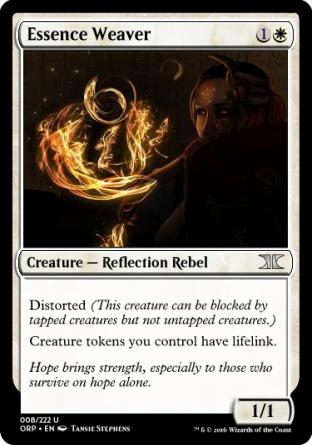 Essence Weaver 1
Creature — Reflection Rebel
Distorted (This creature can be blocked by
tapped creatures but not untapped creatures.)
Creature tokens you control have lifelink.
Hope brings strength, especially to those who
survive on hope alone.
1/1
008/222 U
ORP • EN Tansie Stephens
™ & © 2016 Wizards of the Coast